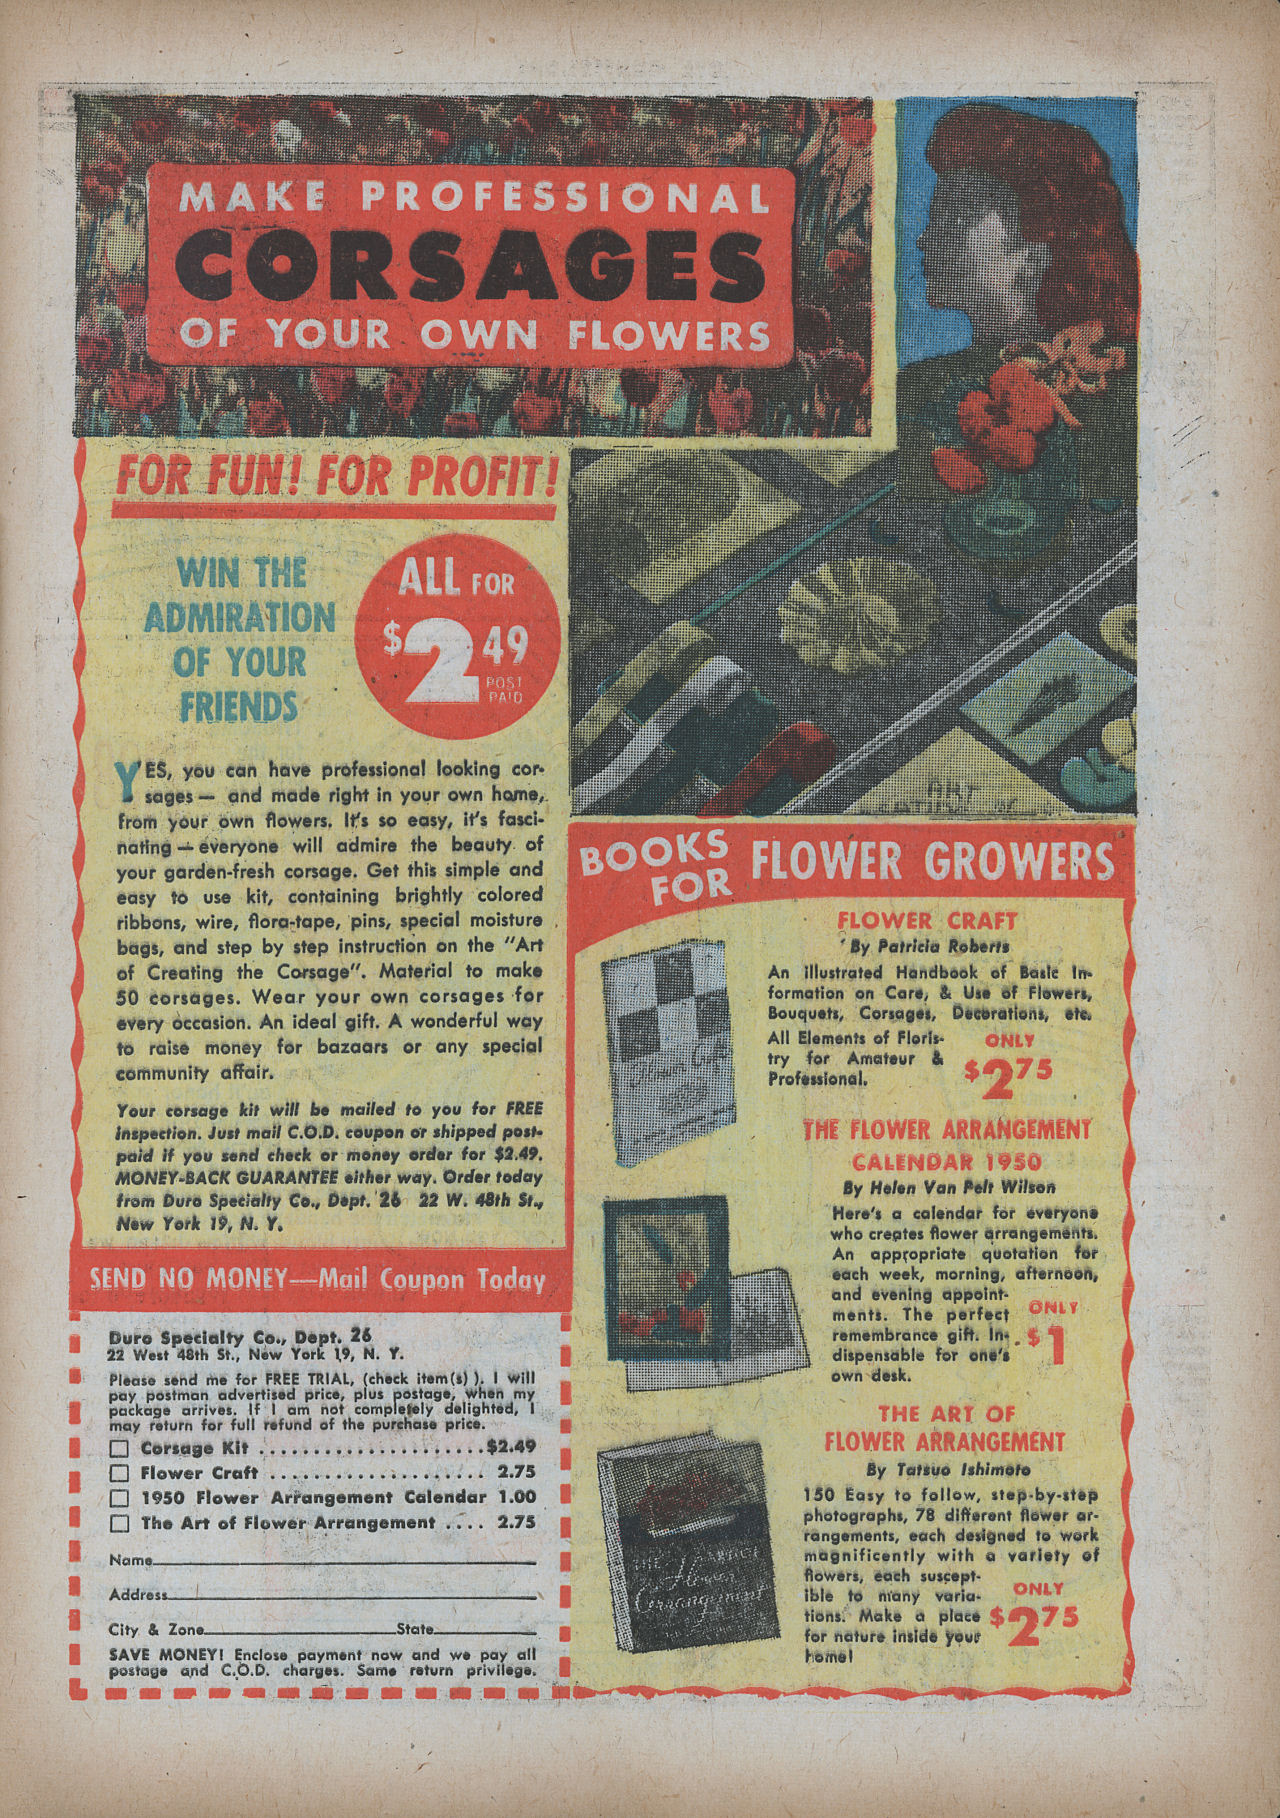 MAKE PROFESSIONAL
CORSAGES
OF YOUR OWN FLOWERS
FOR FUN! FOR PROFIT!
WIN THE
ADMIRATION
OF YOUR
FRIENDS
ALL FOR
$2 49
POST
PAID
YES, you can have professional looking cor-
sages — and made right in your own home,
from your own flowers. It's so easy, it's fasci-
nating — everyone will admire the beauty of
your garden-fresh corsage. Get this simple and
easy to use kit, containing brightly colored
ribbons, wire, flora-tape, pins, special moisture
bags, and step by step instruction on the "Art
of Creating the Corsage". Material to make
50 corsages. Wear your own corsages for
every occasion. An ideal gift. A wonderful way
to raise money for bazaars or any special
community affair.
Your corsage kit will be mailed to you for FREE
inspection. Just mail C.O.D. coupon or shipped post-
paid if you send check or money order for $2.49.
MONEY-BACK GUARANTEE either way. Order today
from Duro Specialty Co., Dept. 26 22 W. 48th St.,
New York 19, N. Y.
SEND NO MONEY—Mail Coupon Today
Duro Specialty Co., Dept. 26
22 West 48th St., New York 19, N. Y.
Please send me for FREE TRIAL, (check item(s) ). I will
pay postman advertised price, plus postage, when my
package arrives. If I am not completely delighted, I
may return for full refund of the purchase price.
Corsage Kit ......................$2.49
Flower Craft .................... 2.75
1950 Flower Arrangement Calendar 1.00
The Art of Flower Arrangement .... 2.75
Name
Address
City & Zone State
SAVE MONEY! Enclose payment now and we pay all
postage and C.O.D. charges. Same return privilege.
ART
BOOKS
FOR
FLOWER GROWERS
FLOWER CRAFT
By Patricia Roberts
An illustrated Handbook of Basic In-
formation on Care, & Use of Flowers,
Bouquets, Corsages, Decorations, etc.
All Elements of Floris-
try for Amateur &
Professional.
ONLY
$2 75
Flower Craft
THE FLOWER ARRANGEMENT
CALENDAR 1950
By Helen Van Pelt Wilson
Here's a calendar for everyone
who creates flower arrangements.
An appropriate quotation for
each week, morning, afternoon,
and evening appoint-
ments. The perfect
remembrance gift. In-
dispensable for one's
own desk.
ONLY
$1
THE ART OF
FLOWER ARRANGEMENT
By Tatsuo Ishimoto
150 Easy to follow, step-by-step
photographs, 78 different flower ar-
rangements, each designed to work
magnificently with a variety of
flowers, each suscept-
ible to many varia-
tions. Make a place
for nature inside your
home!
ONLY
$2 75
THE ART OF
Flower
Arrangement